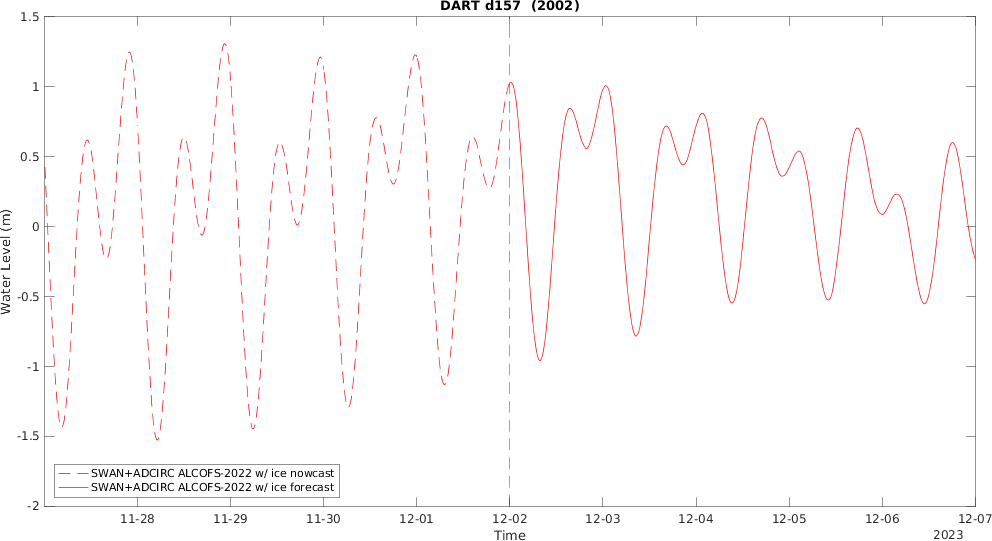 DART d157 (2002)
1.5
1
0.5
0
-0.5
-1
-1.5
-2
Water Level (m)
SWAN+ADCIRC ALCOFS-2022 w/ ice nowcast
SWAN+ADCIRC ALCOFS-2022 w/ ice forecast
11-28 11-29 11-30 12-01 12-02 12-03 12-04 12-05 12-06 12-07
Time
2023